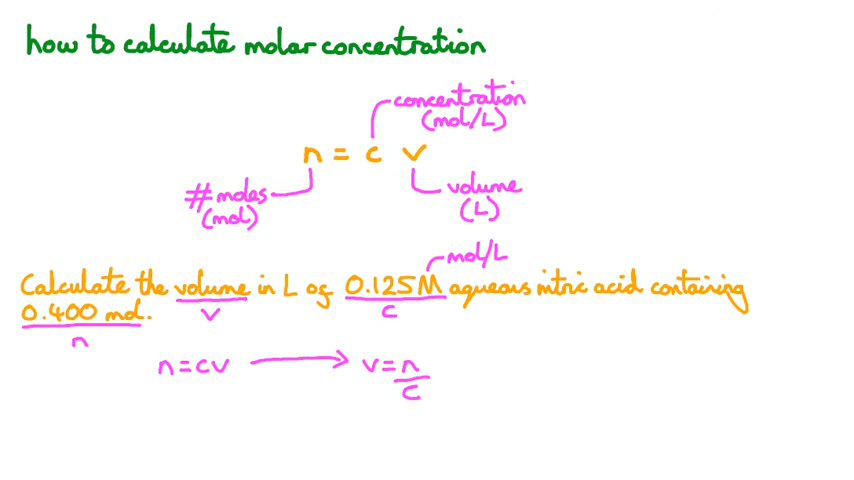 how to calculate molar concentration
concentration
(mol/L)
n = c v
#moles
(mol)
volume
(L)
mol/L
Calculate the volume in L of 0.125M aqueous nitric acid containing
v
c
0.400 mol.
n
n=cv
v=n/c